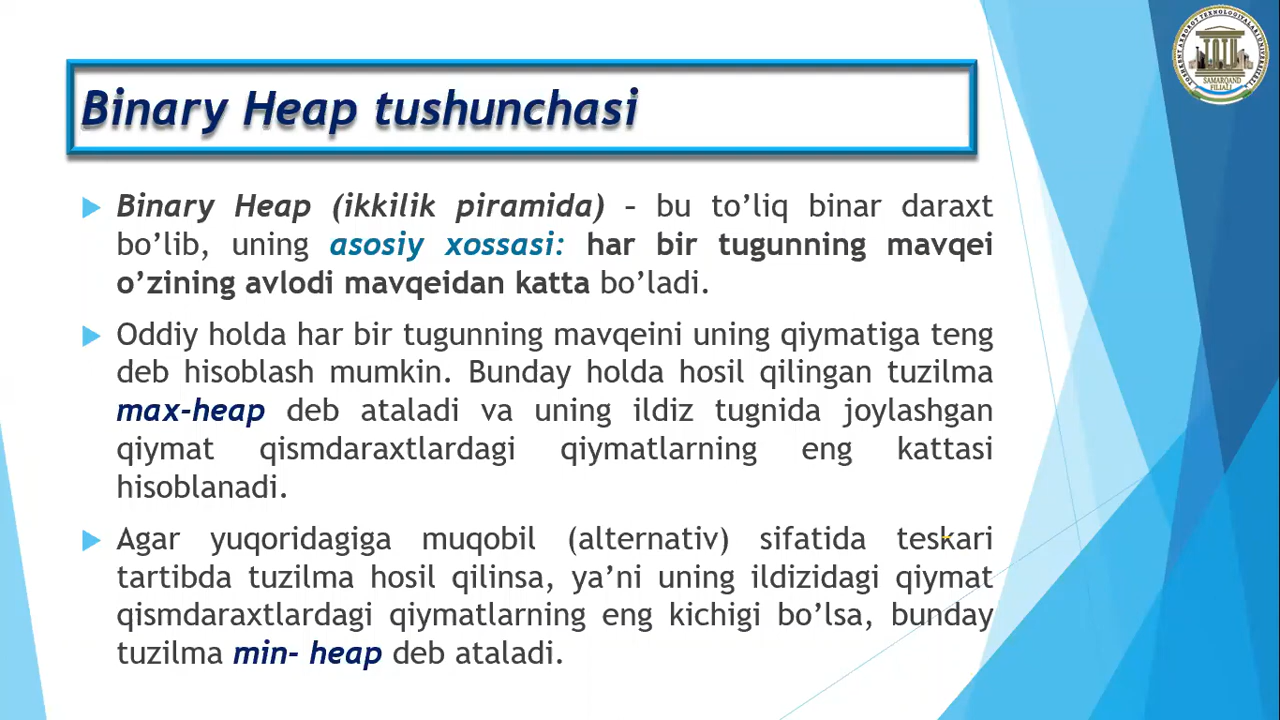 Binary Heap tushunchasi
Binary Heap (ikkilik piramida) – bu to’liq binar daraxt
bo’lib, uning asosiy xossasi: har bir tugunning mavqei
o’zining avlodi mavqeidan katta bo’ladi.
Oddiy holda har bir tugunning mavqeini uning qiymatiga teng
deb hisoblash mumkin. Bunday holda hosil qilingan tuzilma
max-heap deb ataladi va uning ildiz tugnida joylashgan
qiymat qismdaraxtlardagi qiymatlarning eng kattasi
hisoblanadi.
Agar yuqoridagiga muqobil (alternativ) sifatida teskari
tartibda tuzilma hosil qilinsa, ya’ni uning ildizidagi qiymat
qismdaraxtlardagi qiymatlarning eng kichigi bo’lsa, bunday
tuzilma min- heap deb ataladi.
SAMARQAND
FILIALI